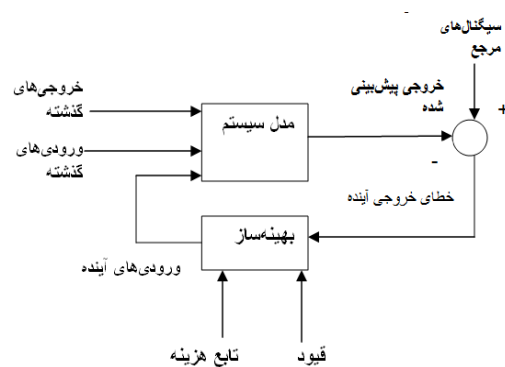 سیگنال‌های
مرجع
+
خروجی پیش‌بینی
شده
-
خروجی‌های
گذشته
مدل سیستم
ورودی‌های
گذشته
خطای خروجی آینده
بهینه‌ساز
ورودی‌های آینده
قیود
تابع هزینه